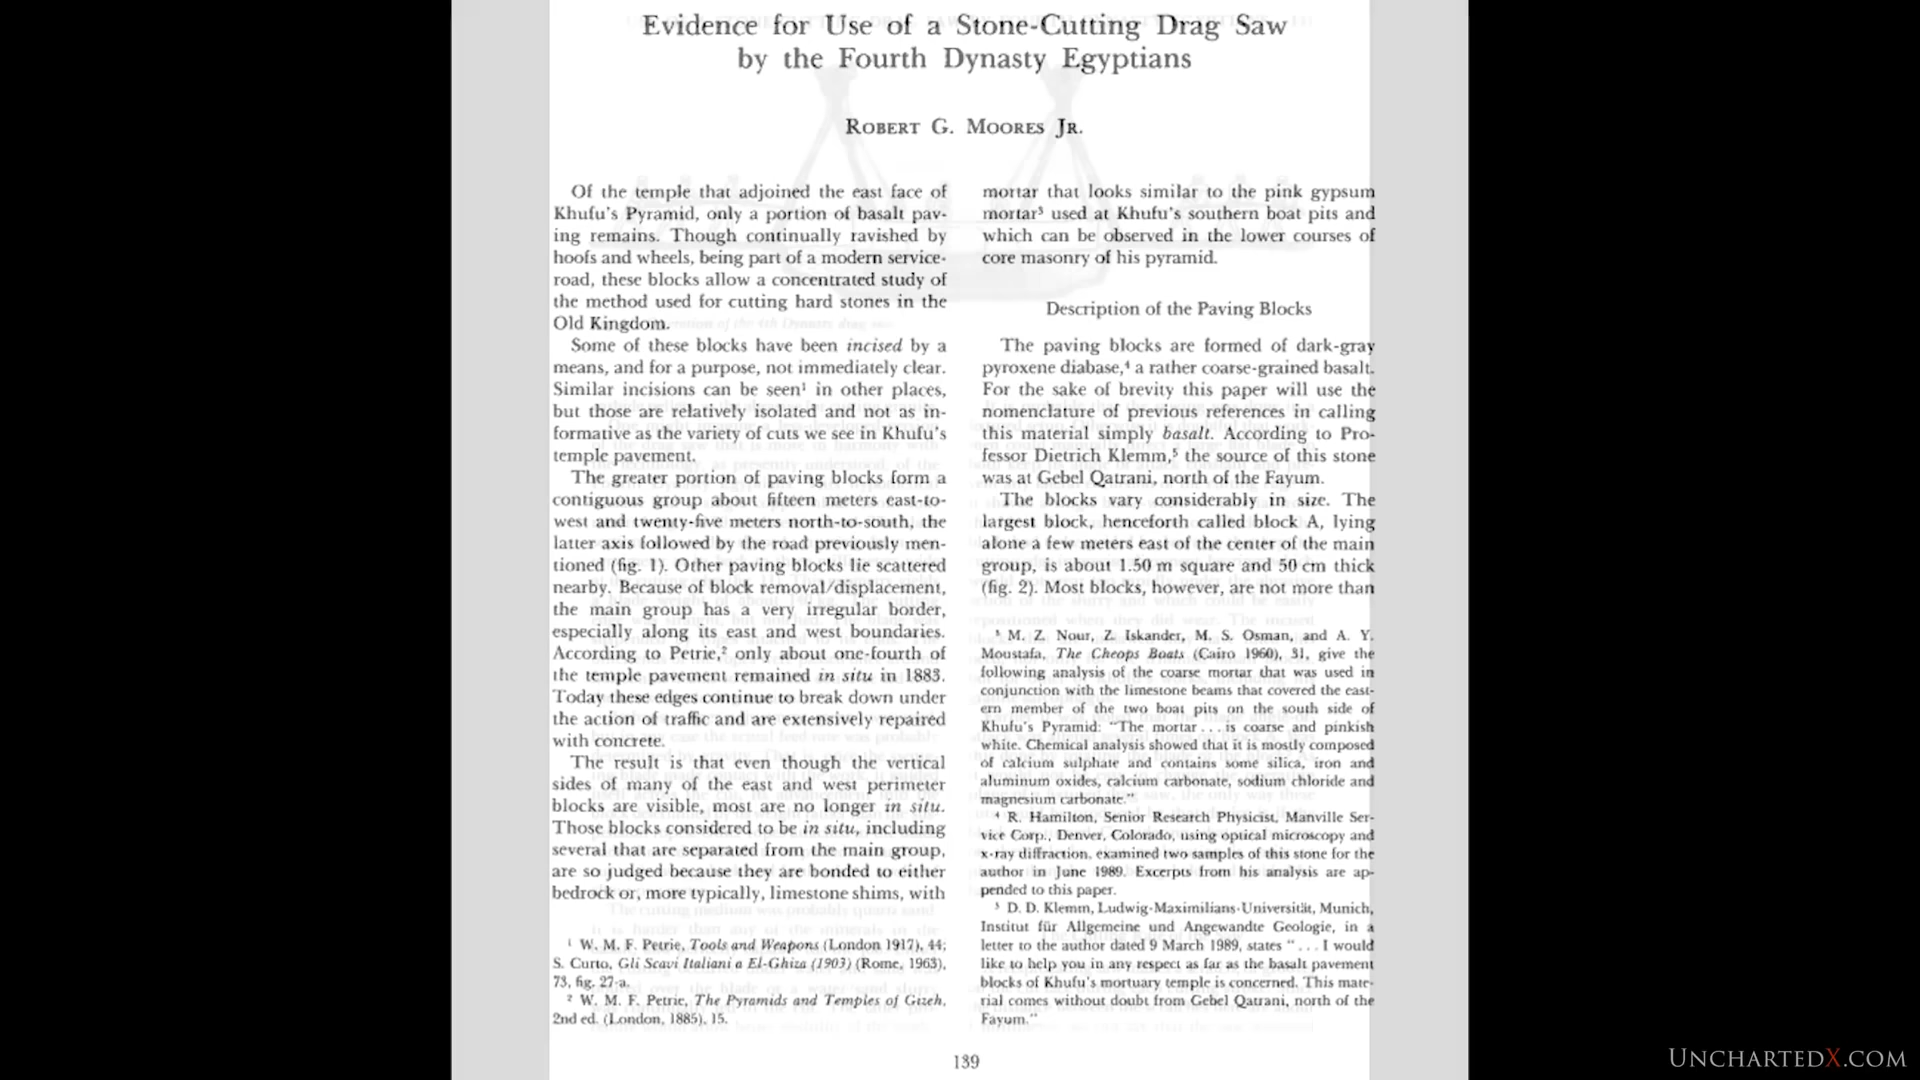 Evidence for Use of a Stone-Cutting Drag Saw
by the Fourth Dynasty Egyptians
Robert G. Moores Jr.
Of the temple that adjoined the east face of
Khufu's Pyramid, only a portion of basalt pav-
ing remains. Though continually ravished by
hoofs and wheels, being part of a modern service-
road, these blocks allow a concentrated study of
the method used for cutting hard stones in the
Old Kingdom.
Some of these blocks have been incised by a
means, and for a purpose, not immediately clear.
Similar incisions can be seen¹ in other places,
but those are relatively isolated and not as in-
formative as the variety of cuts we see in Khufu's
temple pavement.
The greater portion of paving blocks form a
contiguous group about fifteen meters east-to-
west and twenty-five meters north-to-south, the
latter axis followed by the road previously men-
tioned (fig. 1). Other paving blocks lie scattered
nearby. Because of block removal/displacement,
the main group has a very irregular border,
especially along its east and west boundaries.
According to Petrie,² only about one-fourth of
the temple pavement remained in situ in 1883.
Today these edges continue to break down under
the action of traffic and are extensively repaired
with concrete.
The result is that even though the vertical
sides of many of the east and west perimeter
blocks are visible, most are no longer in situ.
Those blocks considered to be in situ, including
several that are separated from the main group,
are so judged because they are bonded to either
bedrock or, more typically, limestone shims, with
¹ W. M. F. Petrie, Tools and Weapons (London 1917), 44;
S. Curto, Gli Scavi Italiani a El-Ghiza (1903) (Rome, 1963),
73, fig. 27-a.
² W. M. F. Petrie, The Pyramids and Temples of Gizeh,
2nd ed. (London, 1885), 15.
mortar that looks similar to the pink gypsum
mortar³ used at Khufu's southern boat pits and
which can be observed in the lower courses of
core masonry of his pyramid.
Description of the Paving Blocks
The paving blocks are formed of dark-gray
pyroxene diabase,⁴ a rather coarse-grained basalt.
For the sake of brevity this paper will use the
nomenclature of previous references in calling
this material simply basalt. According to Pro-
fessor Dietrich Klemm,⁵ the source of this stone
was at Gebel Qatrani, north of the Fayum.
The blocks vary considerably in size. The
largest block, henceforth called block A, lying
alone a few meters east of the center of the main
group, is about 1.50 m square and 50 cm thick
(fig. 2). Most blocks, however, are not more than
³ M. Z. Nour, Z. Iskander, M. S. Osman, and A. Y.
Moustafa, The Cheops Boats (Cairo 1960), 31, give the
following analysis of the coarse mortar that was used in
conjunction with the limestone beams that covered the east-
ern member of the two boat pits on the south side of
Khufu's Pyramid: "The mortar . . . is coarse and pinkish
white. Chemical analysis showed that it is mostly composed
of calcium sulphate and contains some silica, iron and
aluminum oxides, calcium carbonate, sodium chloride and
magnesium carbonate."
⁴ R. Hamilton, Senior Research Physicist, Manville Ser-
vice Corp., Denver, Colorado, using optical microscopy and
x-ray diffraction, examined two samples of this stone for the
author in June 1989. Excerpts from his analysis are ap-
pended to this paper.
⁵ D. D. Klemm, Ludwig-Maximilians-Universität, Munich,
Institut für Allgemeine und Angewandte Geologie, in a
letter to the author dated 9 March 1989, states " . . . I would
like to help you in any respect as far as the basalt pavement
blocks of Khufu's mortuary temple is concerned. This mate-
rial comes without doubt from Gebel Qatrani, north of the
Fayum."
139
UnchartedX.com